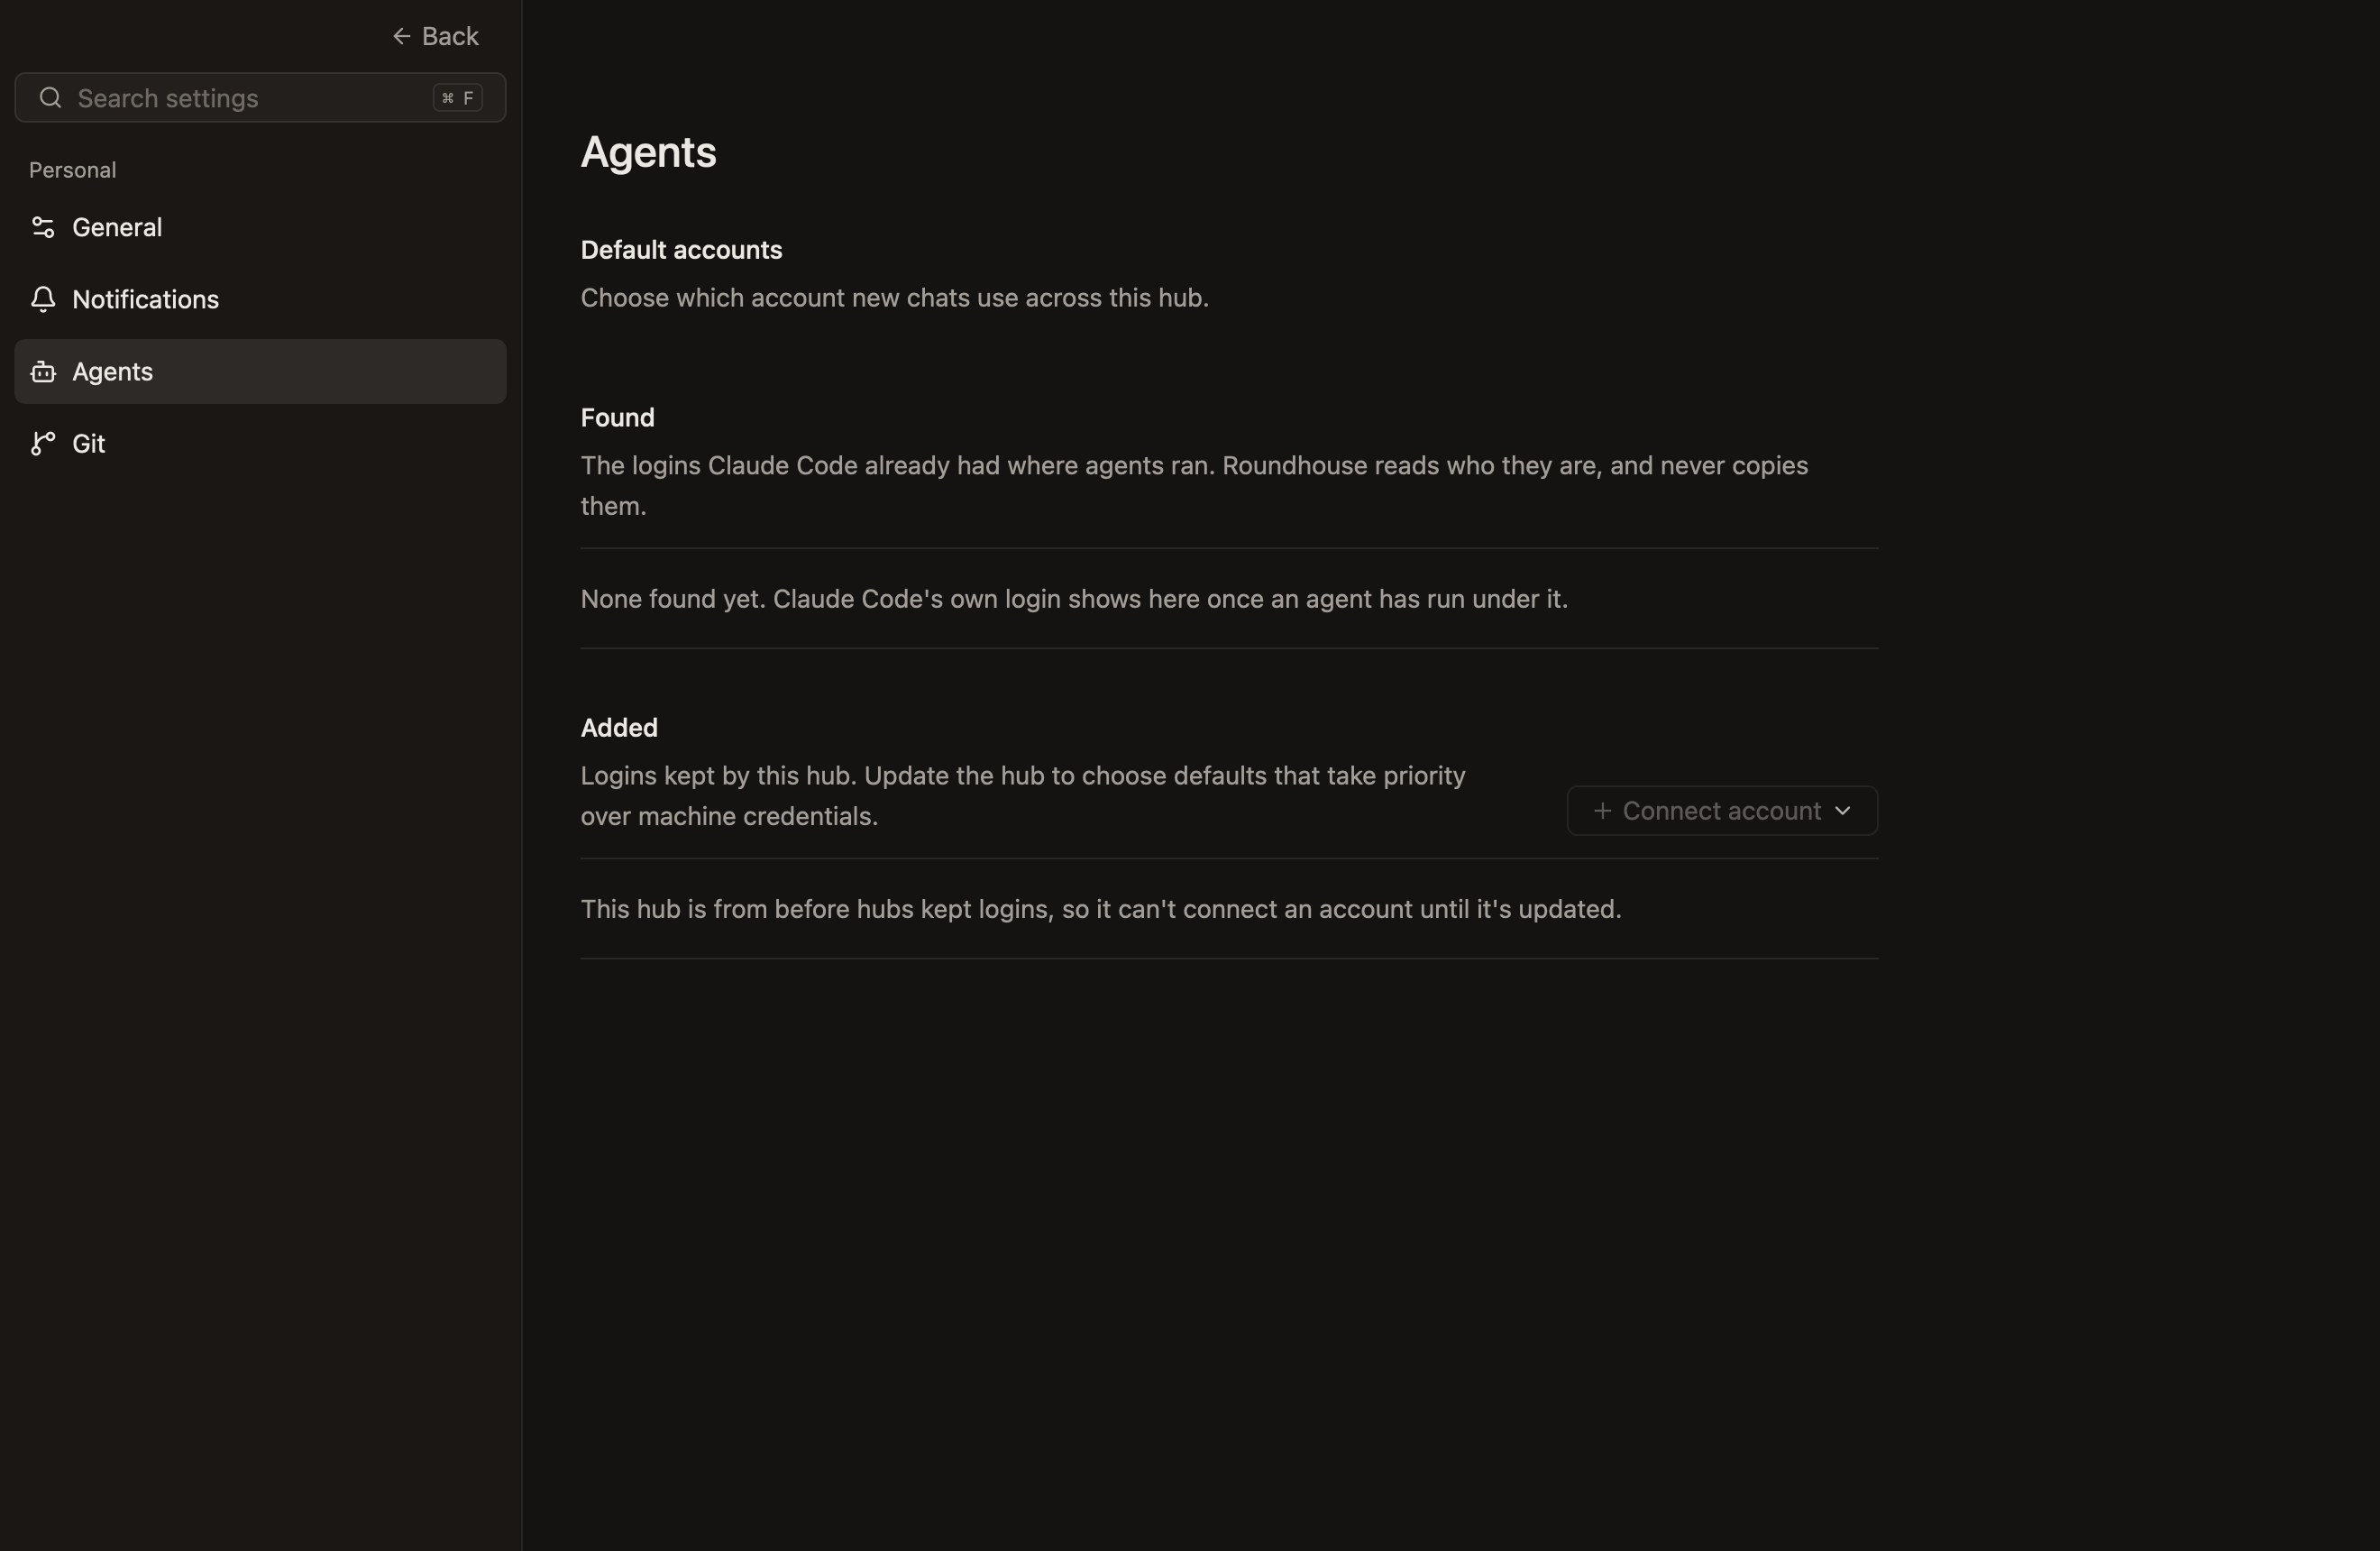 Back
Search settings
⌘ F
Personal
General
Notifications
Agents
Git
Agents
Default accounts
Choose which account new chats use across this hub.
Found
The logins Claude Code already had where agents ran. Roundhouse reads who they are, and never copies
them.
None found yet. Claude Code's own login shows here once an agent has run under it.
Added
Logins kept by this hub. Update the hub to choose defaults that take priority
over machine credentials.
Connect account
This hub is from before hubs kept logins, so it can't connect an account until it's updated.